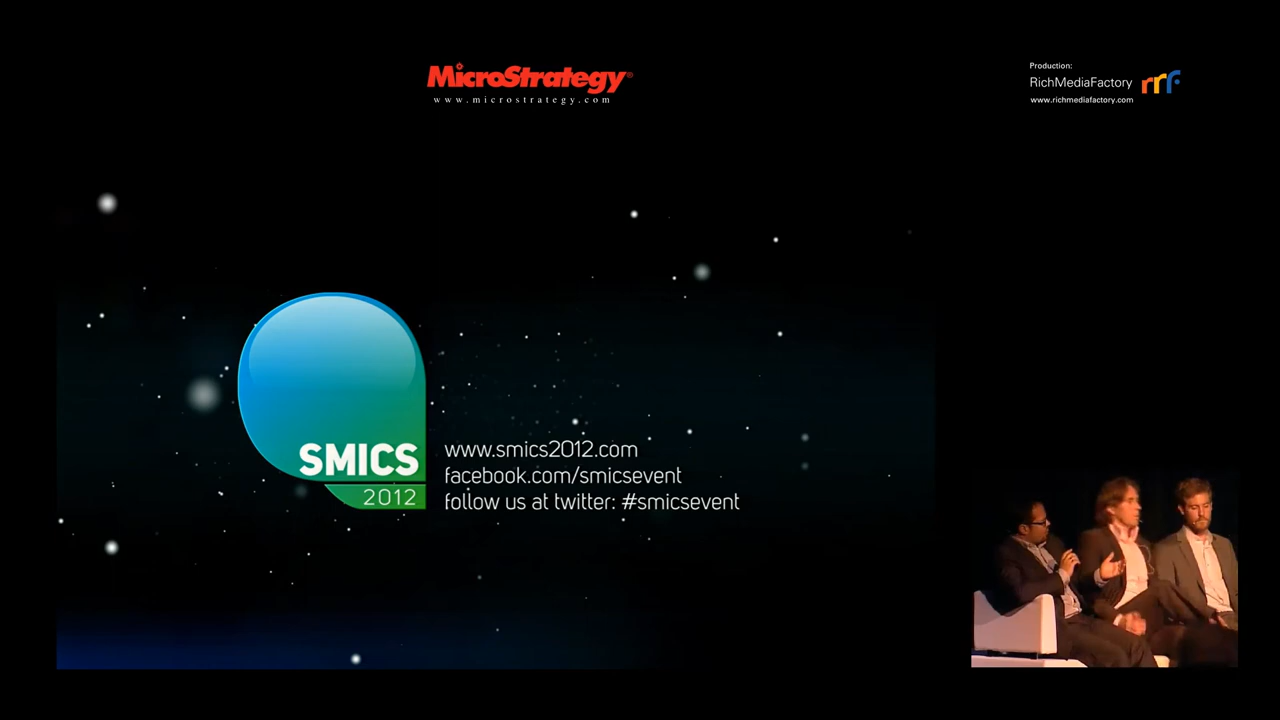 MicroStrategy®
www.microstrategy.com
Production:
RichMediaFactory
rrf
www.richmediafactory.com
SMICS
2012
www.smics2012.com
facebook.com/smicsevent
follow us at twitter: #smicsevent